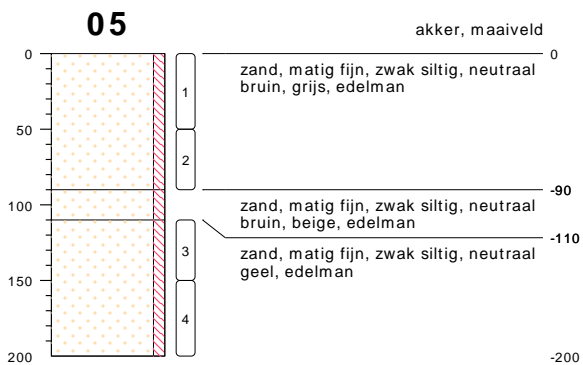 05
akker, maaiveld
0
0
zand, matig fijn, zwak siltig, neutraal
bruin, grijs, edelman
1
50
2
-90
100
zand, matig fijn, zwak siltig, neutraal
bruin, beige, edelman
-110
zand, matig fijn, zwak siltig, neutraal
geel, edelman
3
150
4
200
-200